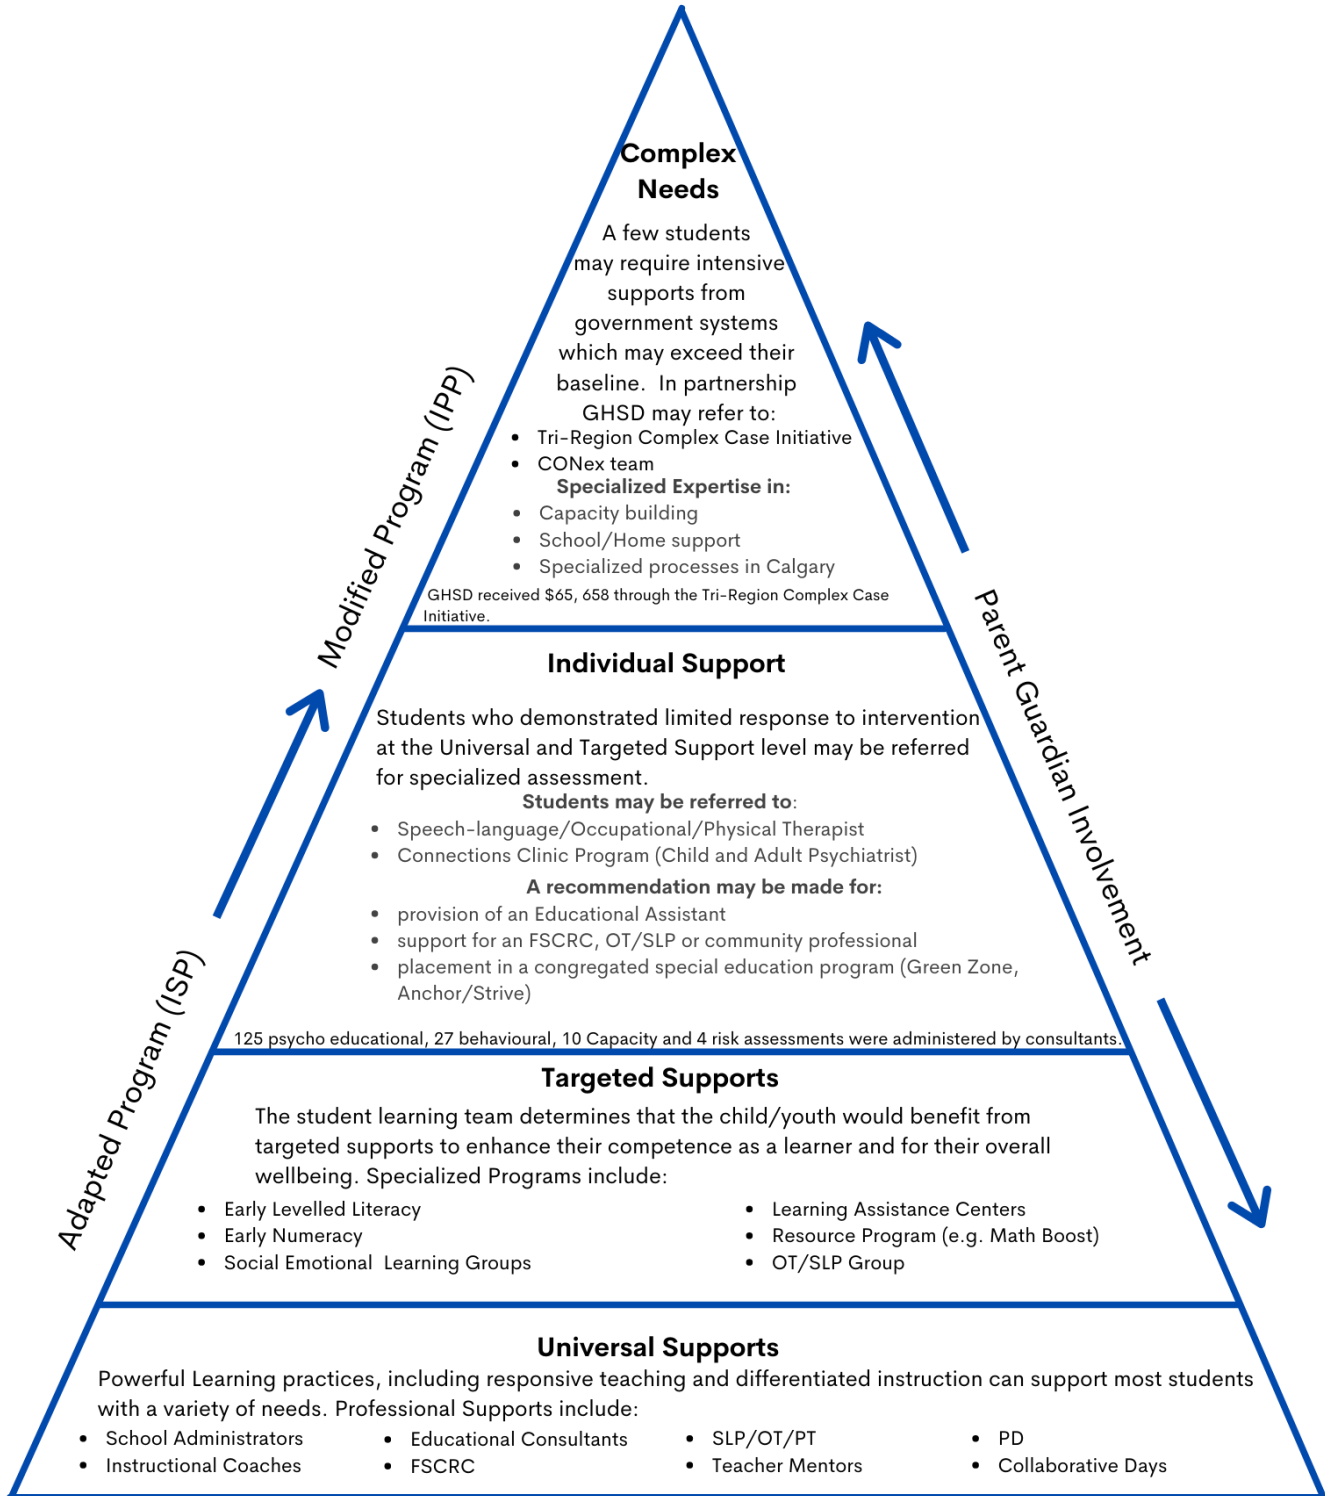 Complex
Needs
A few students
may require intensive
supports from
government systems
which may exceed their
baseline.  In partnership
GHSD may refer to:
• Tri-Region Complex Case Initiative
• CONex team
Specialized Expertise in:
• Capacity building
• School/Home support
• Specialized processes in Calgary
GHSD received $65, 658 through the Tri-Region Complex Case
Initiative.
Modified Program (IPP)
Parent Guardian Involvement
Individual Support
Students who demonstrated limited response to intervention
at the Universal and Targeted Support level may be referred
for specialized assessment.
Students may be referred to:
• Speech-language/Occupational/Physical Therapist
• Connections Clinic Program (Child and Adult Psychiatrist)
A recommendation may be made for:
• provision of an Educational Assistant
• support for an FSCRC, OT/SLP or community professional
• placement in a congregated special education program (Green Zone,
Anchor/Strive)
125 psycho educational, 27 behavioural, 10 Capacity and 4 risk assessments were administered by consultants.
Adapted Program (ISP)
Targeted Supports
The student learning team determines that the child/youth would benefit from
targeted supports to enhance their competence as a learner and for their overall
wellbeing. Specialized Programs include:
• Early Levelled Literacy
• Early Numeracy
• Social Emotional  Learning Groups
• Learning Assistance Centers
• Resource Program (e.g. Math Boost)
• OT/SLP Group
Universal Supports
Powerful Learning practices, including responsive teaching and differentiated instruction can support most students
with a variety of needs. Professional Supports include:
• School Administrators
• Instructional Coaches
• Educational Consultants
• FSCRC
• SLP/OT/PT
• Teacher Mentors
• PD
• Collaborative Days